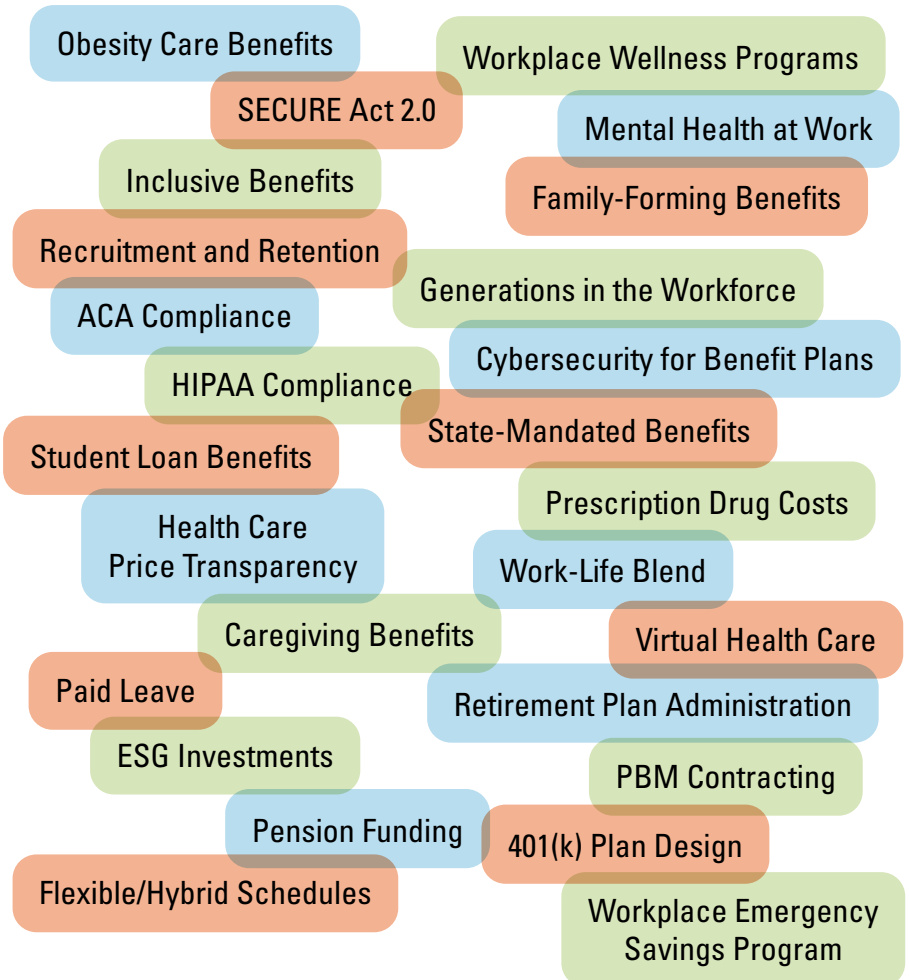 Obesity Care Benefits
Workplace Wellness Programs
SECURE Act 2.0
Mental Health at Work
Inclusive Benefits
Family-Forming Benefits
Recruitment and Retention
Generations in the Workforce
ACA Compliance
Cybersecurity for Benefit Plans
HIPAA Compliance
State-Mandated Benefits
Student Loan Benefits
Prescription Drug Costs
Health Care
Price Transparency
Work-Life Blend
Caregiving Benefits
Virtual Health Care
Paid Leave
Retirement Plan Administration
ESG Investments
PBM Contracting
Pension Funding
401(k) Plan Design
Flexible/Hybrid Schedules
Workplace Emergency
Savings Program